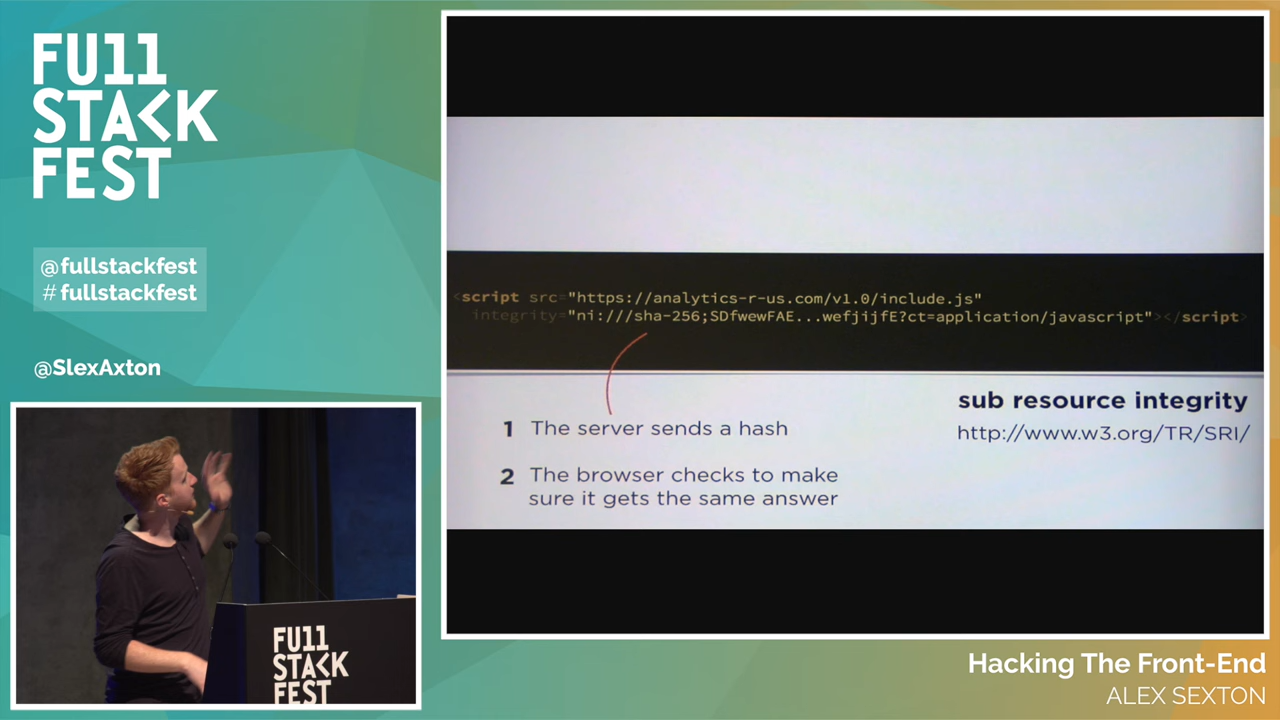 FULL
STACK
FEST
@fullstackfest
# fullstackfest
@SlexAxton
<script src="https://analytics-r-us.com/v1.0/include.js"
integrity="ni:///sha-256;SDfwewFAE...wefjijfE?ct=application/javascript"></script>
1 The server sends a hash
2 The browser checks to make
sure it gets the same answer
sub resource integrity
http://www.w3.org/TR/SRI/
FULL
STACK
FEST
Hacking The Front-End
ALEX SEXTON